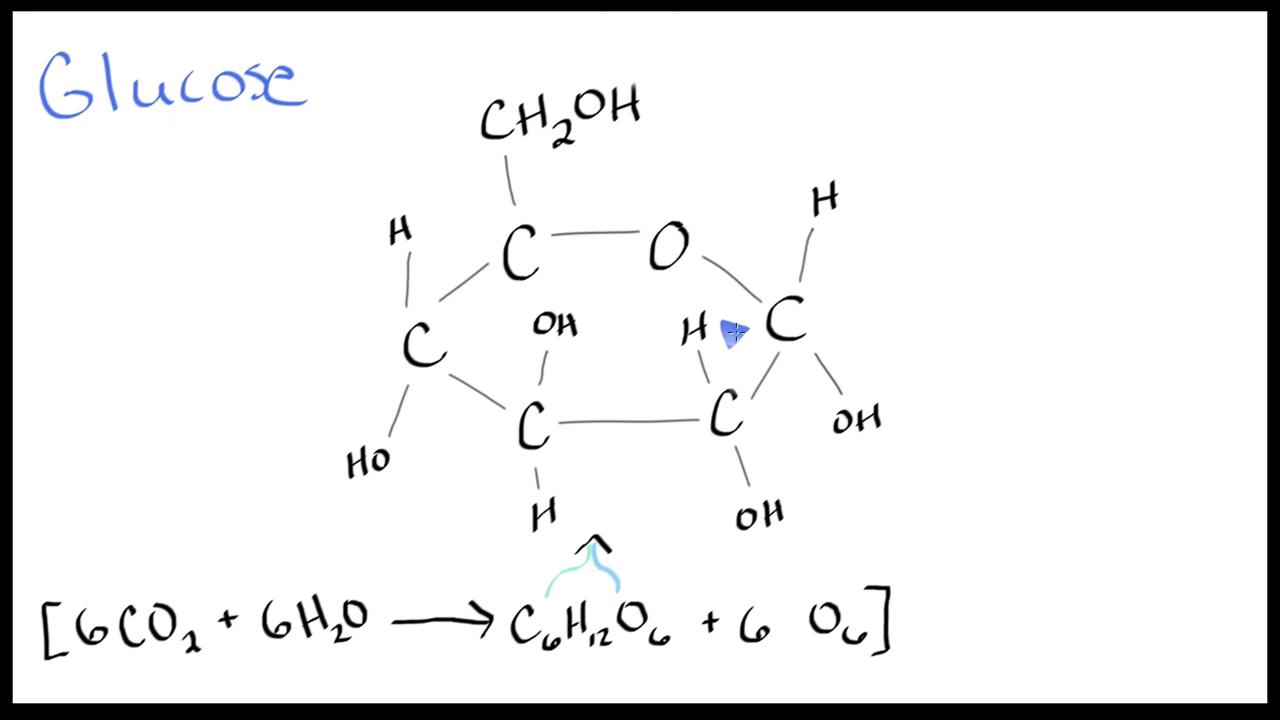 Glucose
CH₂OH
H
H
C O
OH H C
C
C C OH
HO
H OH
[6CO₂ + 6H₂O → C₆H₁₂O₆ + 6 O₆]